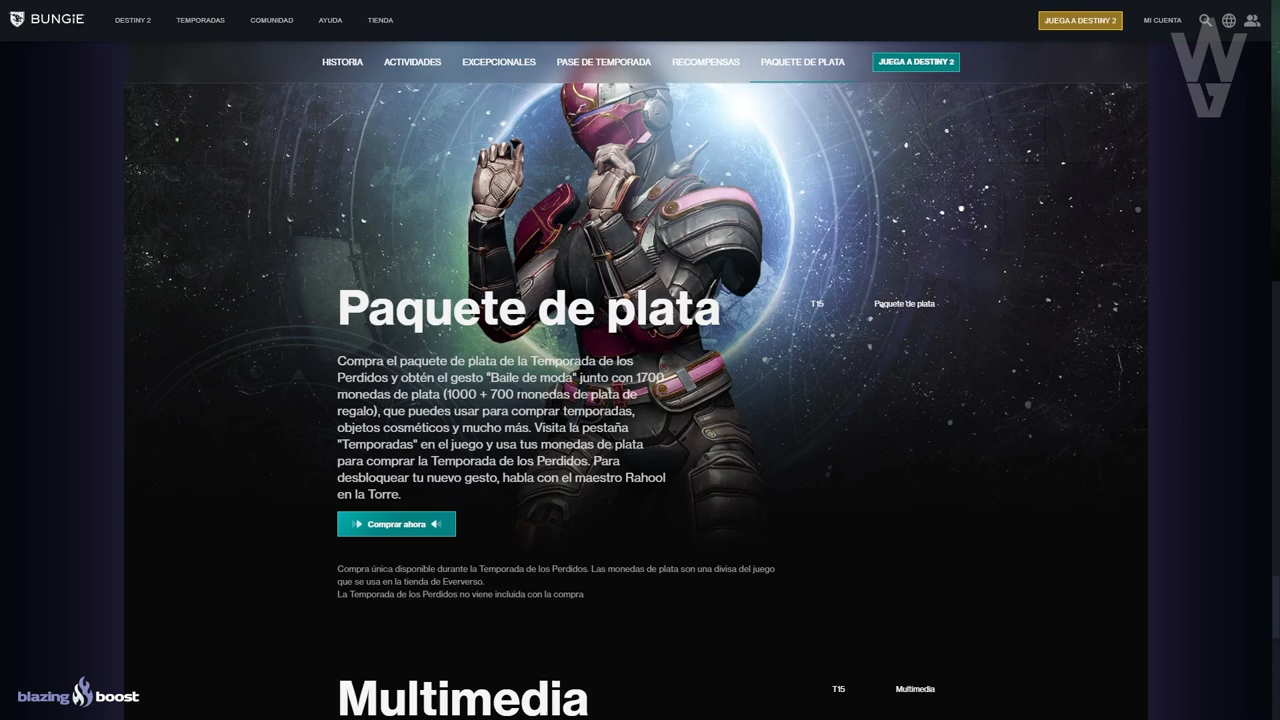 BUNGiE
DESTINY 2
TEMPORADAS
COMUNIDAD
AYUDA
TIENDA
JUEGA A DESTINY 2
MI CUENTA
HISTORIA
ACTIVIDADES
EXCEPCIONALES
PASE DE TEMPORADA
RECOMPENSAS
PAQUETE DE PLATA
JUEGA A DESTINY 2
Paquete de plata
T15
Paquete de plata
Compra el paquete de plata de la Temporada de los
Perdidos y obtén el gesto "Baile de moda" junto con 1700
monedas de plata (1000 + 700 monedas de plata de
regalo), que puedes usar para comprar temporadas,
objetos cosméticos y mucho más. Visita la pestaña
"Temporadas" en el juego y usa tus monedas de plata
para comprar la Temporada de los Perdidos. Para
desbloquear tu nuevo gesto, habla con el maestro Rahool
en la Torre.
Comprar ahora
Compra única disponible durante la Temporada de los Perdidos. Las monedas de plata son una divisa del juego
que se usa en la tienda de Eververso.
La Temporada de los Perdidos no viene incluida con la compra
Multimedia
T15
Multimedia
blazing boost